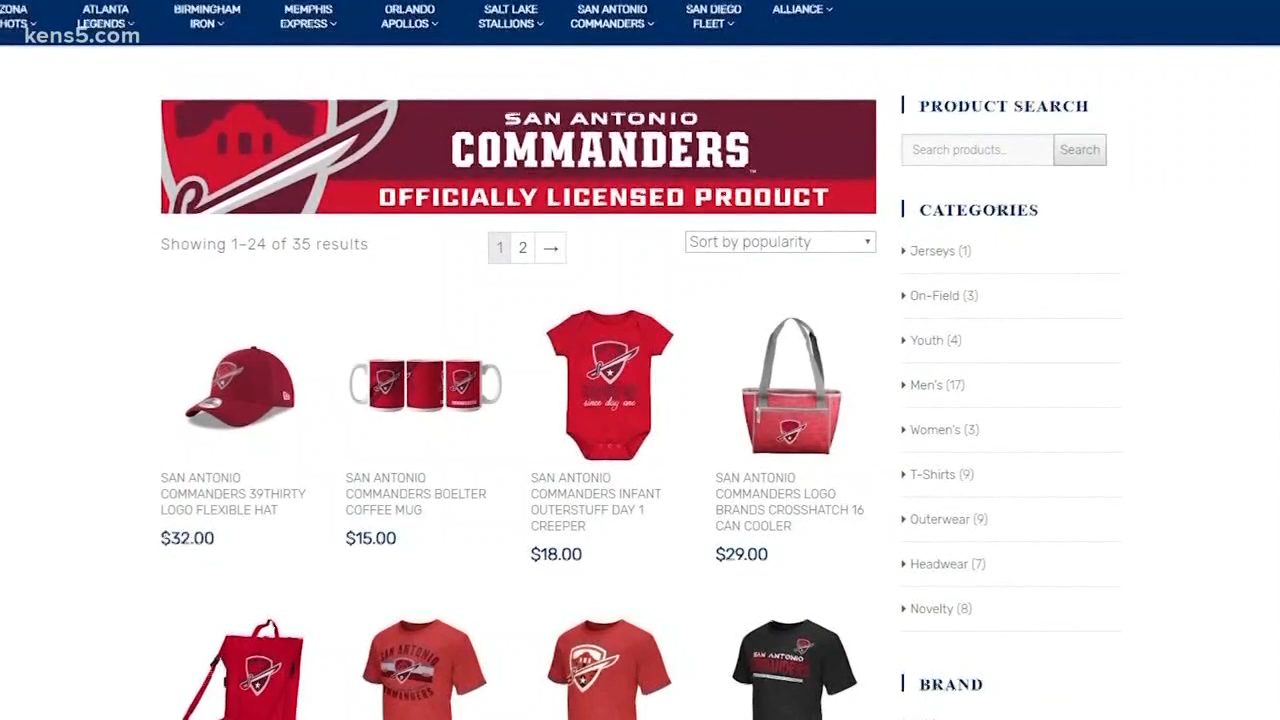 ZONA
HOTS
ATLANTA
LEGENDS
BIRMINGHAM
IRON
MEMPHIS
EXPRESS
ORLANDO
APOLLOS
SALT LAKE
STALLIONS
SAN ANTONIO
COMMANDERS
SAN DIEGO
FLEET
ALLIANCE
kens5.com
SAN ANTONIO
COMMANDERS
OFFICIALLY LICENSED PRODUCT
Showing 1–24 of 35 results
1 2 →
Sort by popularity
since day one
SAN ANTONIO
COMMANDERS 39THIRTY
LOGO FLEXIBLE HAT
$32.00
SAN ANTONIO
COMMANDERS BOELTER
COFFEE MUG
$15.00
SAN ANTONIO
COMMANDERS INFANT
OUTERSTUFF DAY 1
CREEPER
$18.00
SAN ANTONIO
COMMANDERS LOGO
BRANDS CROSSHATCH 16
CAN COOLER
$29.00
SAN ANTONIO
COMMANDERS
SAN ANTONIO
COMMANDERS
PRODUCT SEARCH
Search products...
Search
CATEGORIES
Jerseys (1)
On-Field (3)
Youth (4)
Men's (17)
Women's (3)
T-Shirts (9)
Outerwear (9)
Headwear (7)
Novelty (8)
BRAND